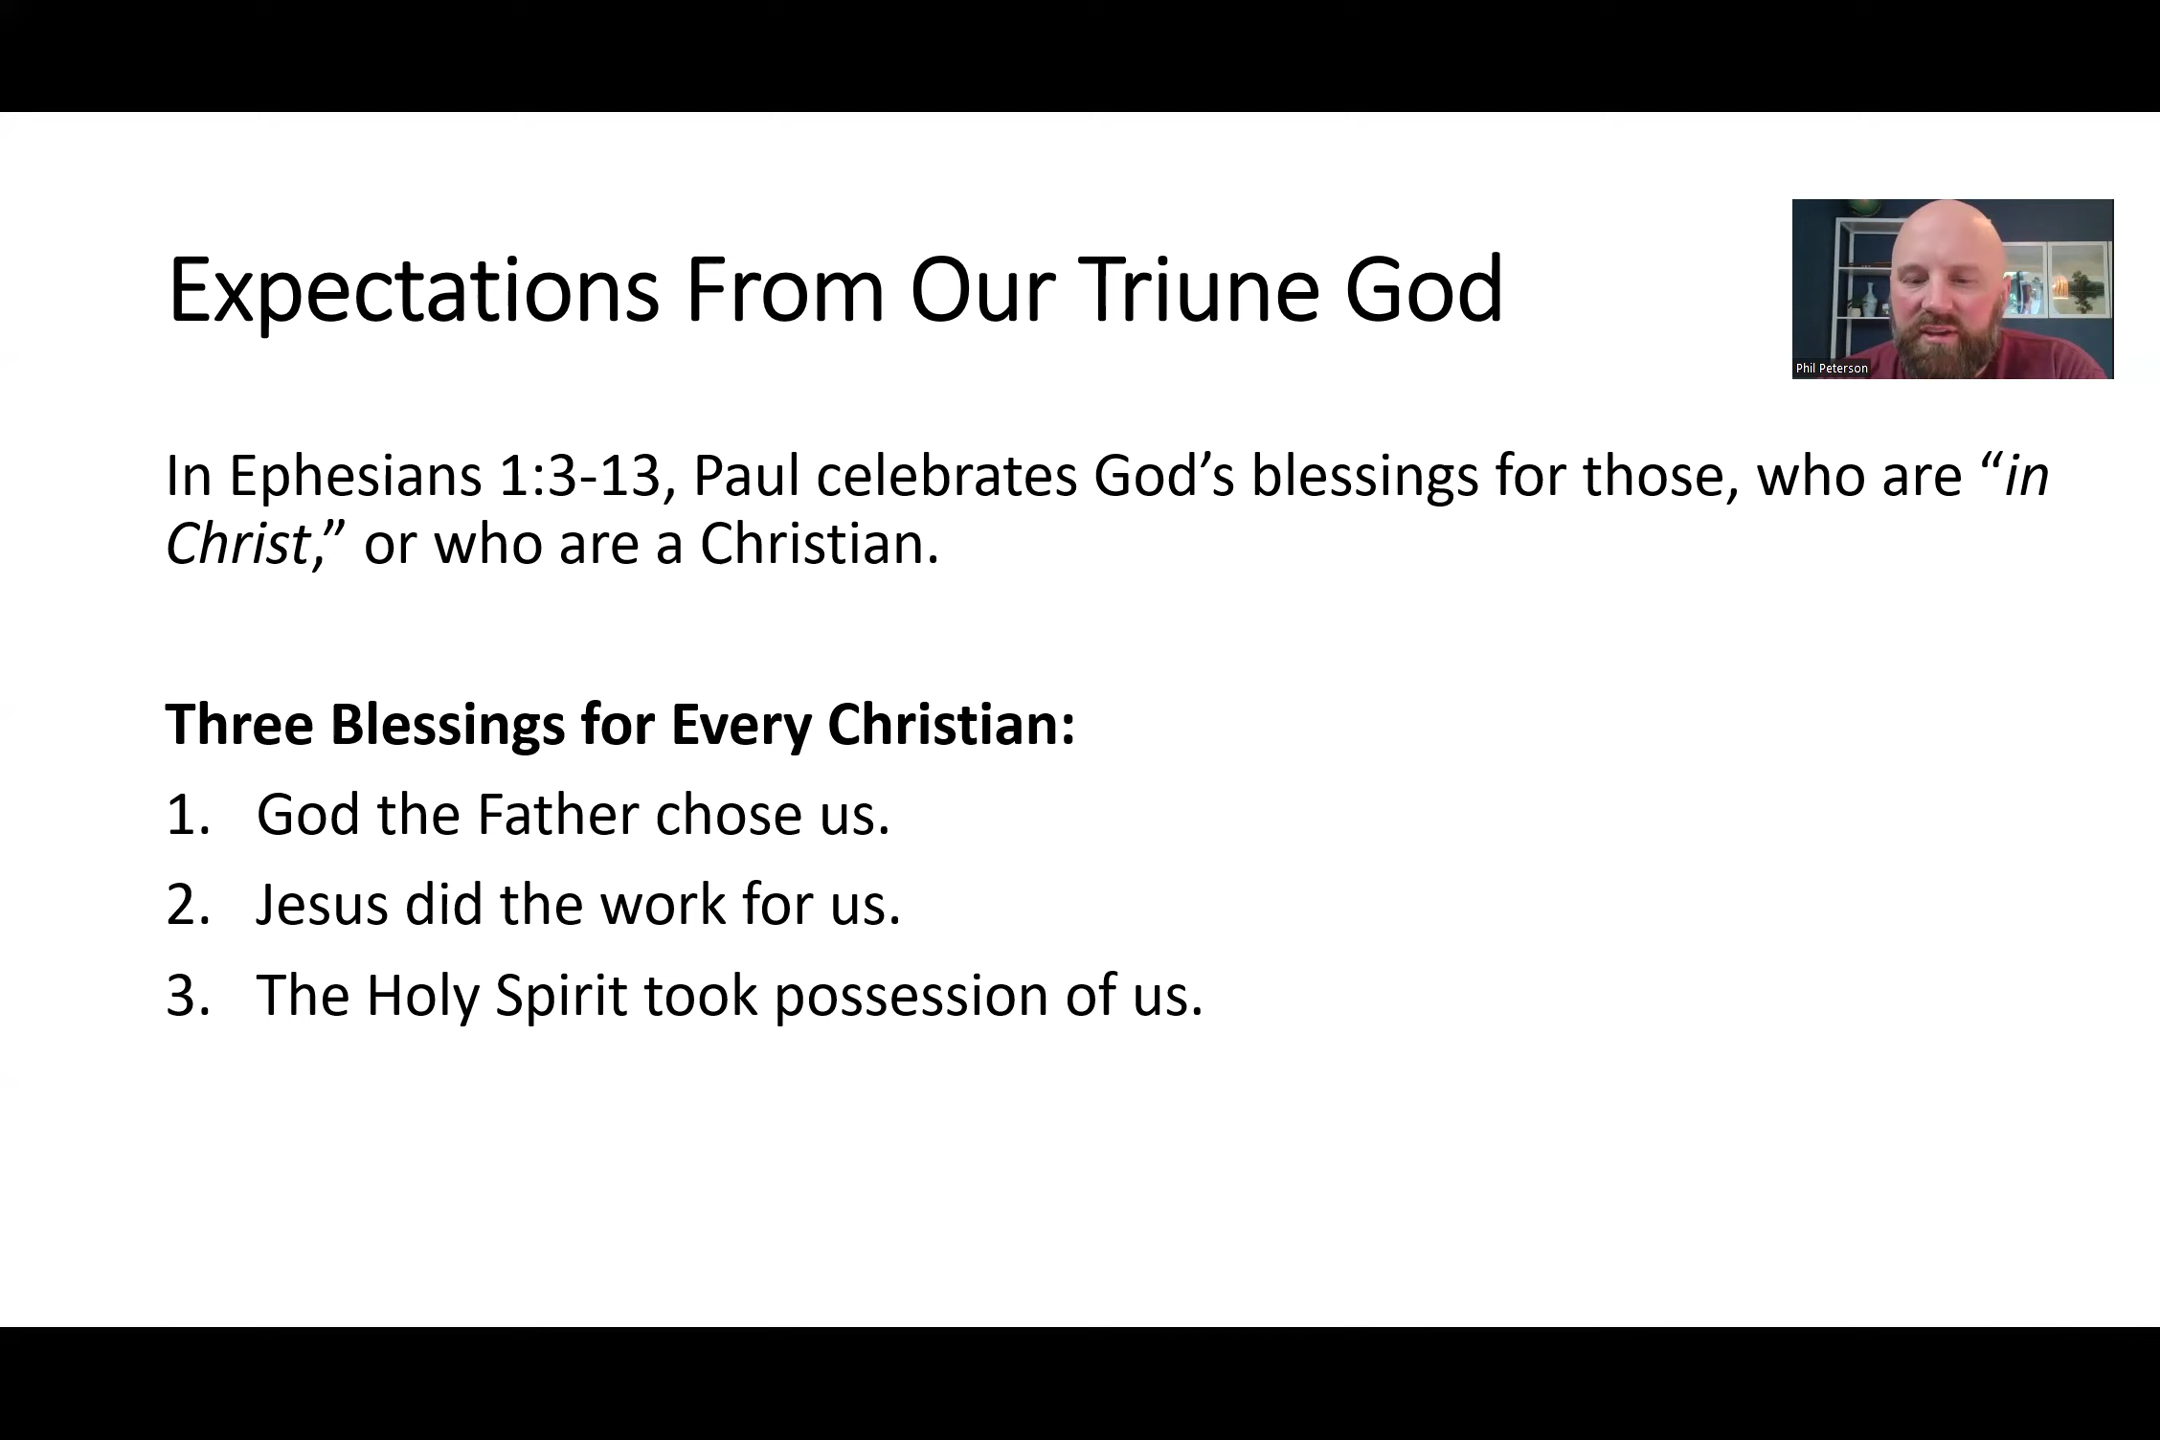 Expectations From Our Triune God
Phil Peterson
In Ephesians 1:3-13, Paul celebrates God’s blessings for those, who are “in
Christ,” or who are a Christian.
Three Blessings for Every Christian:
1. God the Father chose us.
2. Jesus did the work for us.
3. The Holy Spirit took possession of us.